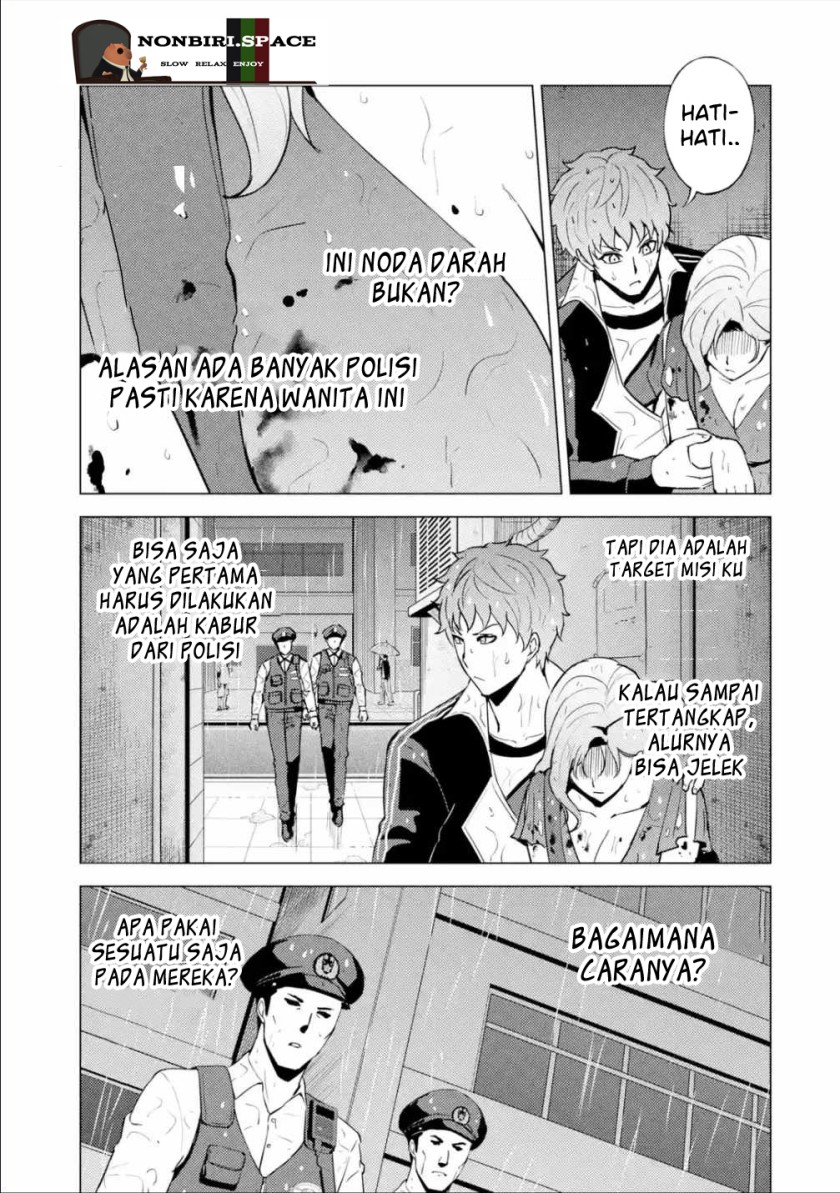 NONBIRI.SPACE
SLOW RELAX ENJOY
HATI-
HATI..
INI NODA DARAH
BUKAN?
ALASAN ADA BANYAK POLISI
PASTI KARENA WANITA INI
TAPI DIA ADALAH
TARGET MISI KU
KALAU SAMPAI
TERTANGKAP,
ALURNYA
BISA JELEK
BISA SAJA
YANG PERTAMA
HARUS DILAKUKAN
ADALAH KABUR
DARI POLISI
BAGAIMANA
CARANYA?
APA PAKAI
SESUATU SAJA
PADA MEREKA?